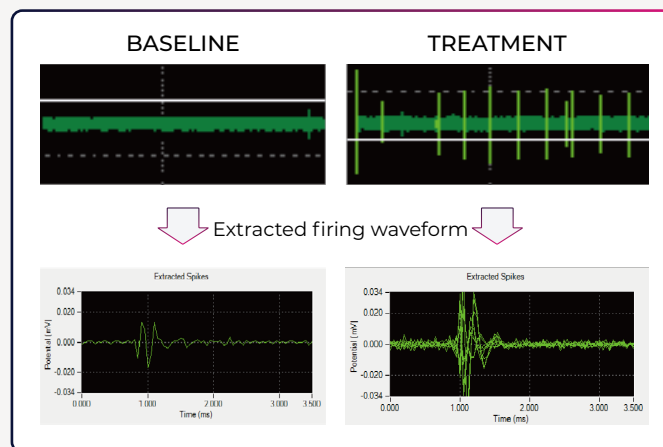 BASELINE
TREATMENT
Extracted firing waveform
Extracted Spikes
0.034
0.020
0.000
-0.020
-0.034
Potential [mV]
0.000
1.000
2.000
3.000
3.500
Time (ms)
Extracted Spikes
0.034
0.020
0.000
-0.020
-0.034
Potential [mV]
0.000
1.000
2.000
3.000
3.500
Time (ms)